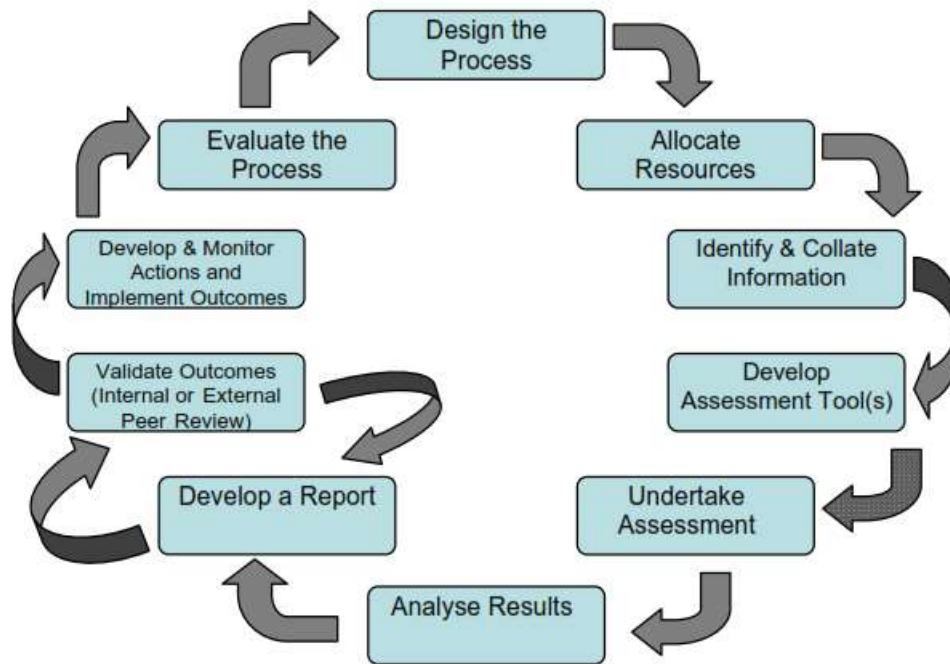 Design the
Process
Allocate
Resources
Identify & Collate
Information
Develop
Assessment Tool(s)
Undertake
Assessment
Analyse Results
Develop a Report
Validate Outcomes
(Internal or External
Peer Review)
Develop & Monitor
Actions and
Implement Outcomes
Evaluate the
Process